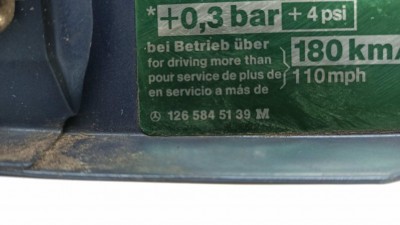 *+0,3 bar + 4 psi
bei Betrieb über
for driving more than
pour service de plus de
en servicio a más de
180 km/
110 mph
126 584 51 39 M